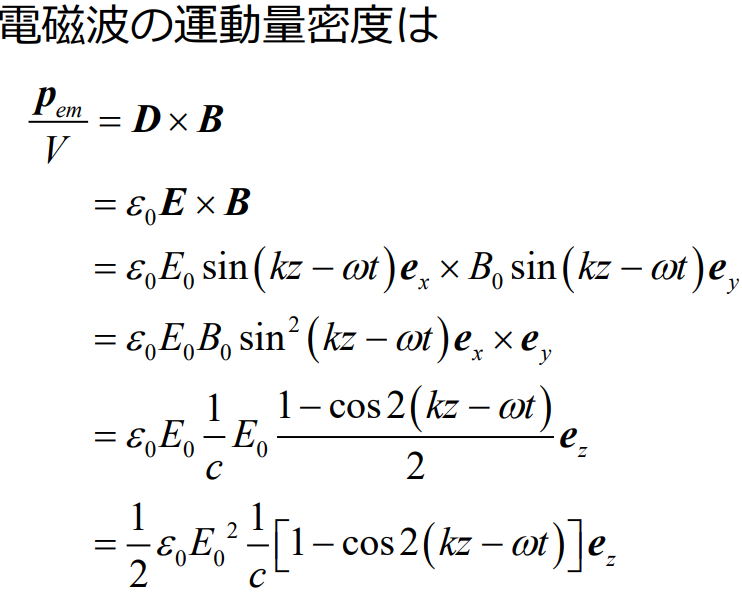 電磁波の運動量密度は
𝒑_em / V = 𝑫 × 𝑩
= ε₀𝑬 × 𝑩
= ε₀E₀ sin(kz − ωt)𝒆_x × B₀ sin(kz − ωt)𝒆_y
= ε₀E₀B₀ sin²(kz − ωt)𝒆_x × 𝒆_y
= ε₀E₀ (1/c) E₀ (1 − cos 2(kz − ωt))/2 𝒆_z
= (1/2) ε₀E₀² (1/c) [1 − cos 2(kz − ωt)]𝒆_z